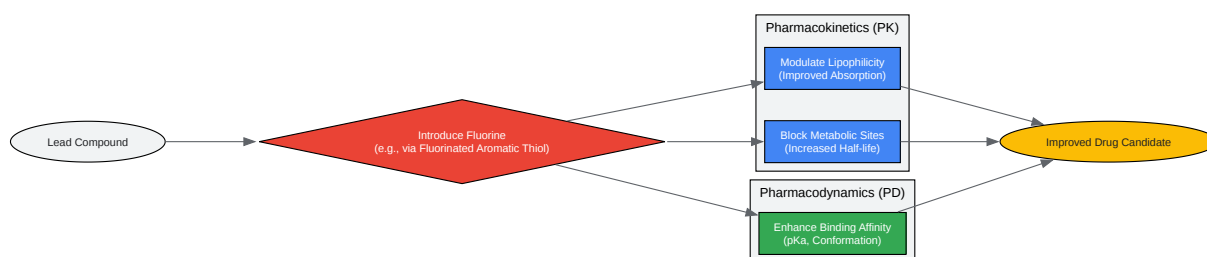 Lead Compound
Introduce Fluorine
(e.g., via Fluorinated Aromatic Thiol)
Pharmacokinetics (PK)
Modulate Lipophilicity
(Improved Absorption)
Block Metabolic Sites
(Increased Half-life)
Pharmacodynamics (PD)
Enhance Binding Affinity
(pKa, Conformation)
Improved Drug Candidate